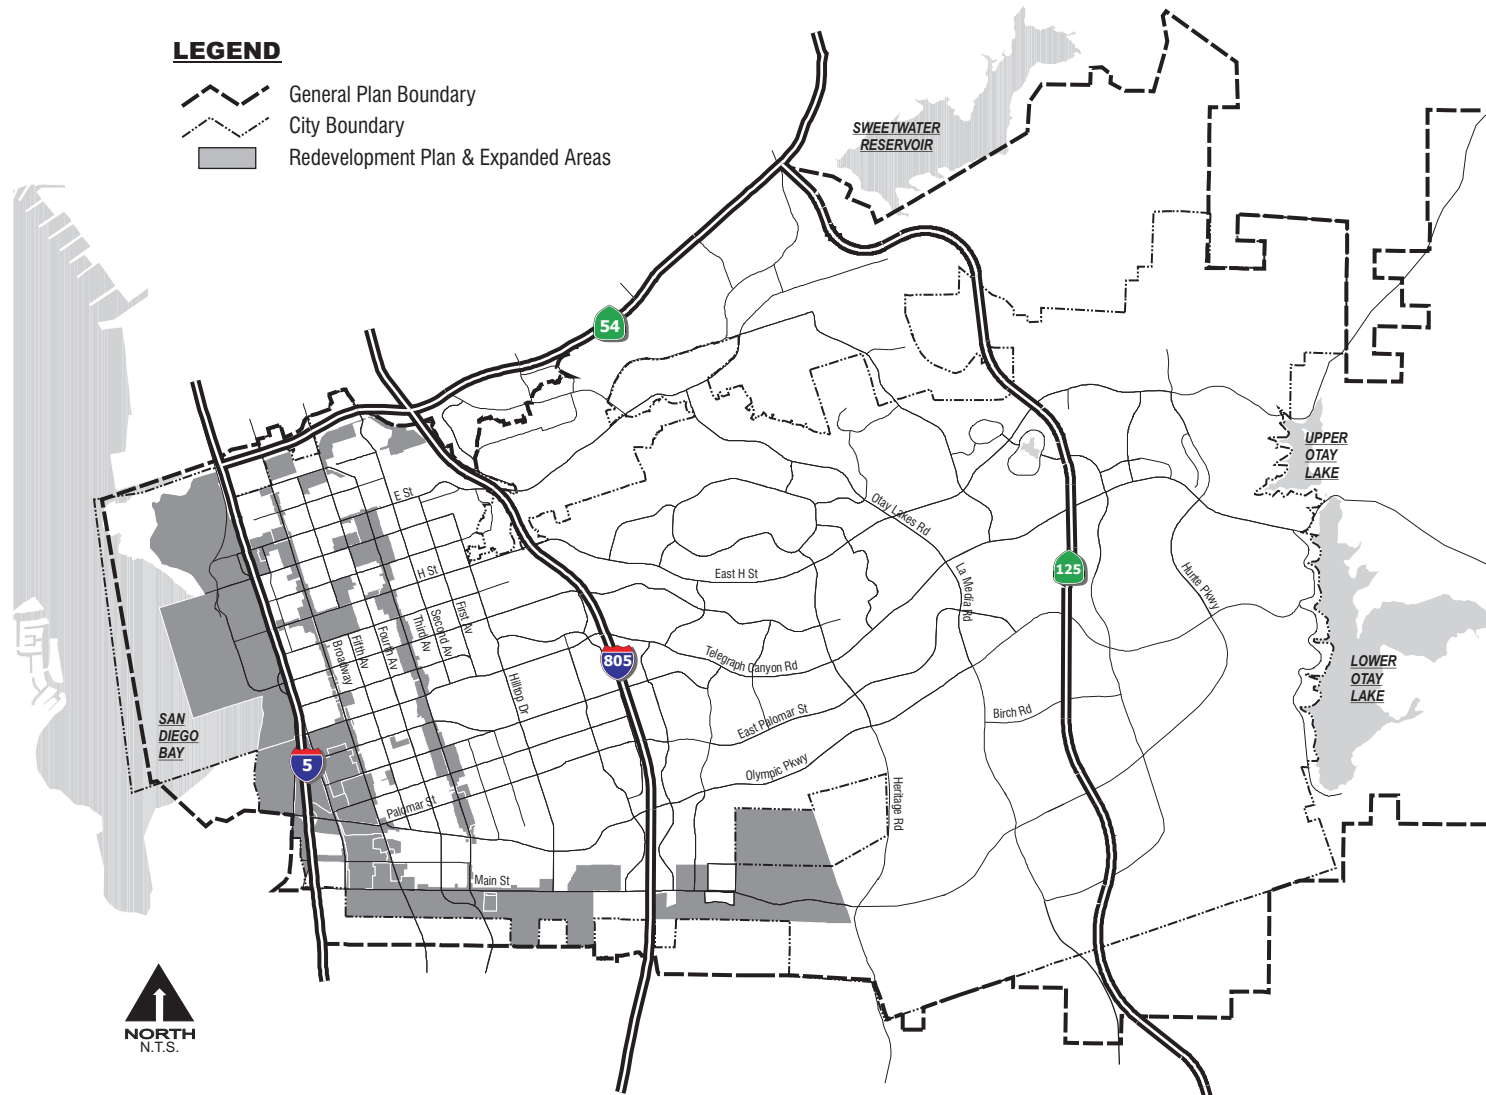 LEGEND
General Plan Boundary
City Boundary
Redevelopment Plan & Expanded Areas
SWEETWATER
RESERVOIR
54
UPPER
OTAY
LAKE
E St
Otay Lakes Rd
H St
East H St
125
La Media Rd
Hunte Pkwy
First Av
Second Av
Third Av
Fourth Av
Fifth Av
Broadway
805
Telegraph Canyon Rd
Hilltop Dr
LOWER
OTAY
LAKE
SAN
DIEGO
BAY
East Palomar St
Birch Rd
5
Olympic Pkwy
Heritage Rd
Palomar St
Main St
NORTH
N.T.S.